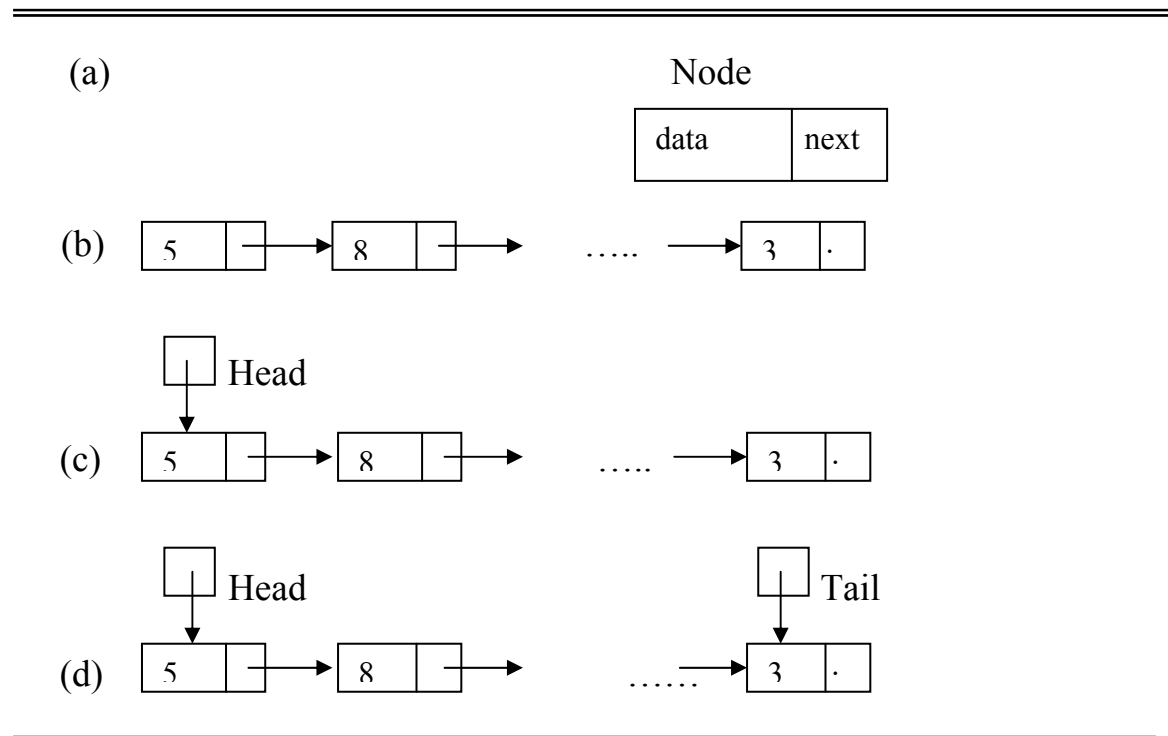 (a) Node
data next
(b) 5 8 ..... 3 .
Head
(c) 5 8 ..... 3 .
Head Tail
(d) 5 8 ...... 3 .